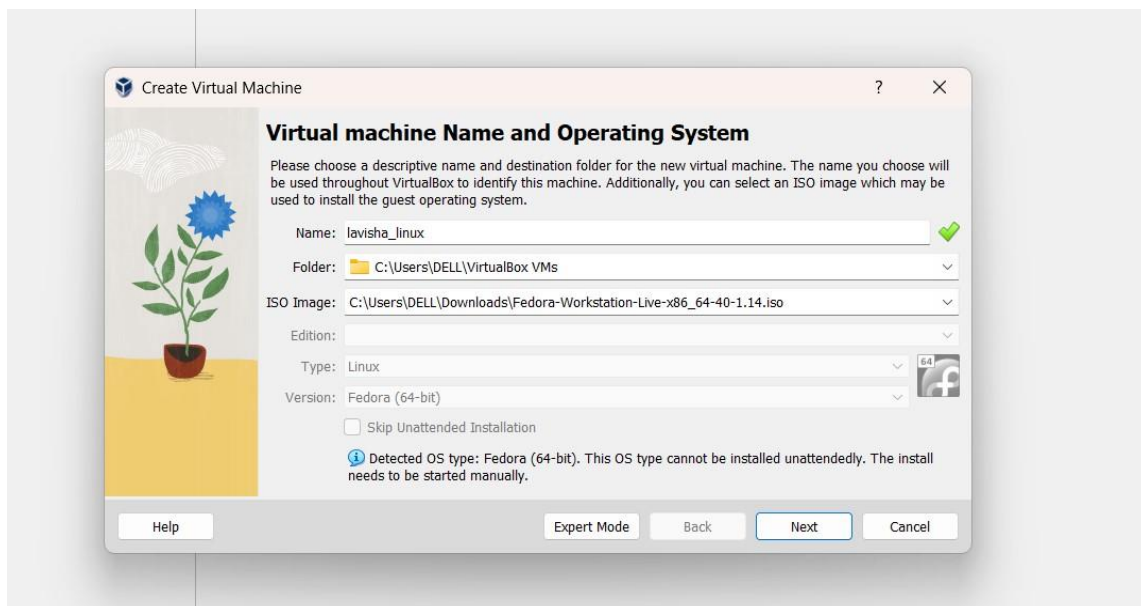 Create Virtual Machine
?
Virtual machine Name and Operating System
Please choose a descriptive name and destination folder for the new virtual machine. The name you choose will
be used throughout VirtualBox to identify this machine. Additionally, you can select an ISO image which may be
used to install the guest operating system.
Name: lavisha_linux
Folder: C:\Users\DELL\VirtualBox VMs
ISO Image: C:\Users\DELL\Downloads\Fedora-Workstation-Live-x86_64-40-1.14.iso
Edition:
Type: Linux
64
Version: Fedora (64-bit)
Skip Unattended Installation
Detected OS type: Fedora (64-bit). This OS type cannot be installed unattendedly. The install
needs to be started manually.
Help Expert Mode Back Next Cancel